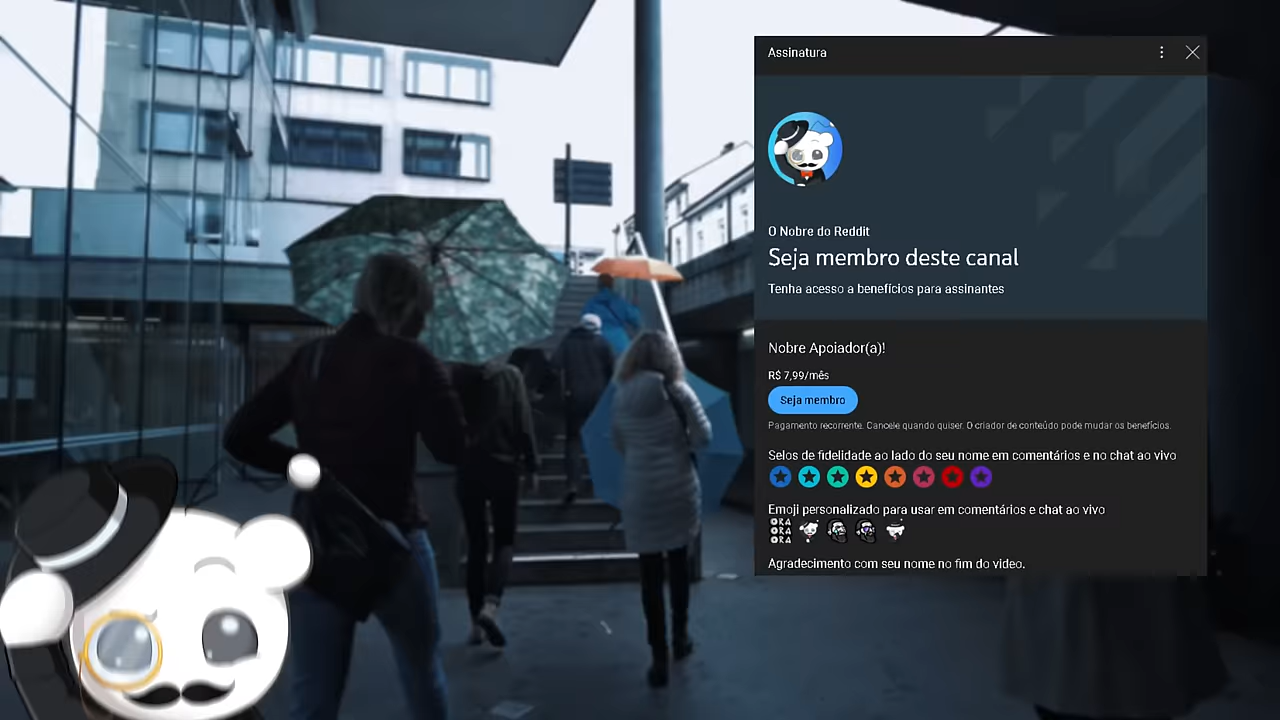 Assinatura
O Nobre do Reddit
Seja membro deste canal
Tenha acesso a benefícios para assinantes
Nobre Apoiador(a)!
R$ 7,99/mês
Seja membro
Pagamento recorrente. Cancele quando quiser. O criador de conteúdo pode mudar os benefícios.
Selos de fidelidade ao lado do seu nome em comentários e no chat ao vivo
Emoji personalizado para usar em comentários e chat ao vivo
ORA
ORA
ORA
Agradecimento com seu nome no fim do video.